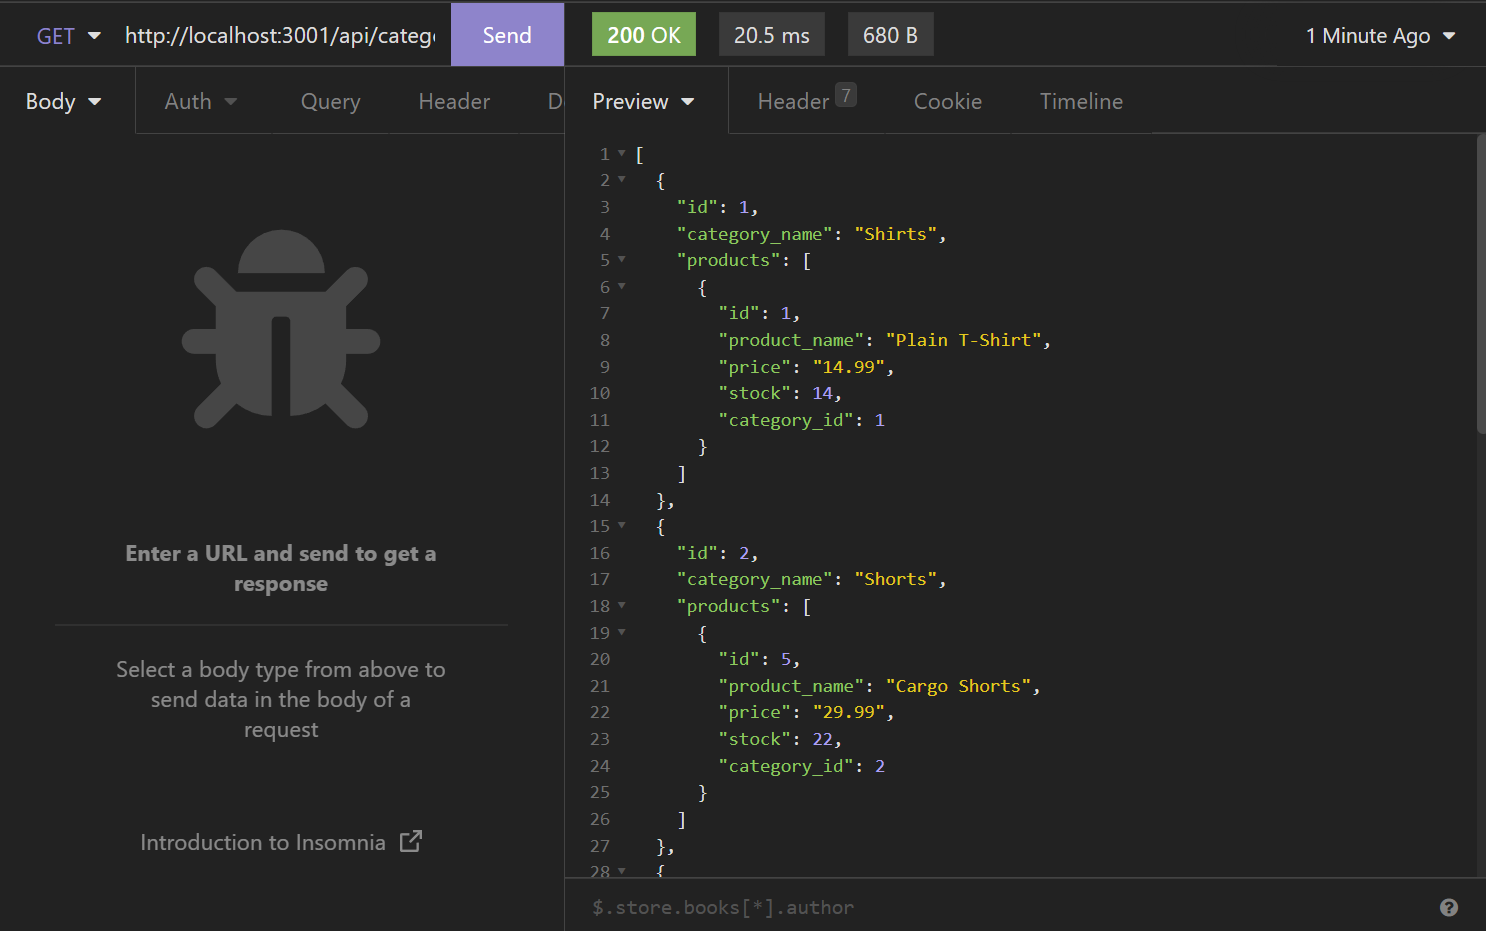 GET http://localhost:3001/api/catego Send 200 OK 20.5 ms 680 B 1 Minute Ago
Body Auth Query Header D Preview Header 7 Cookie Timeline
Enter a URL and send to get a
response
Select a body type from above to
send data in the body of a
request
Introduction to Insomnia
1 [
2 {
3 "id": 1,
4 "category_name": "Shirts",
5 "products": [
6 {
7 "id": 1,
8 "product_name": "Plain T-Shirt",
9 "price": "14.99",
10 "stock": 14,
11 "category_id": 1
12 }
13 ]
14 },
15 {
16 "id": 2,
17 "category_name": "Shorts",
18 "products": [
19 {
20 "id": 5,
21 "product_name": "Cargo Shorts",
22 "price": "29.99",
23 "stock": 22,
24 "category_id": 2
25 }
26 ]
27 },
28 {
$.store.books[*].author ?